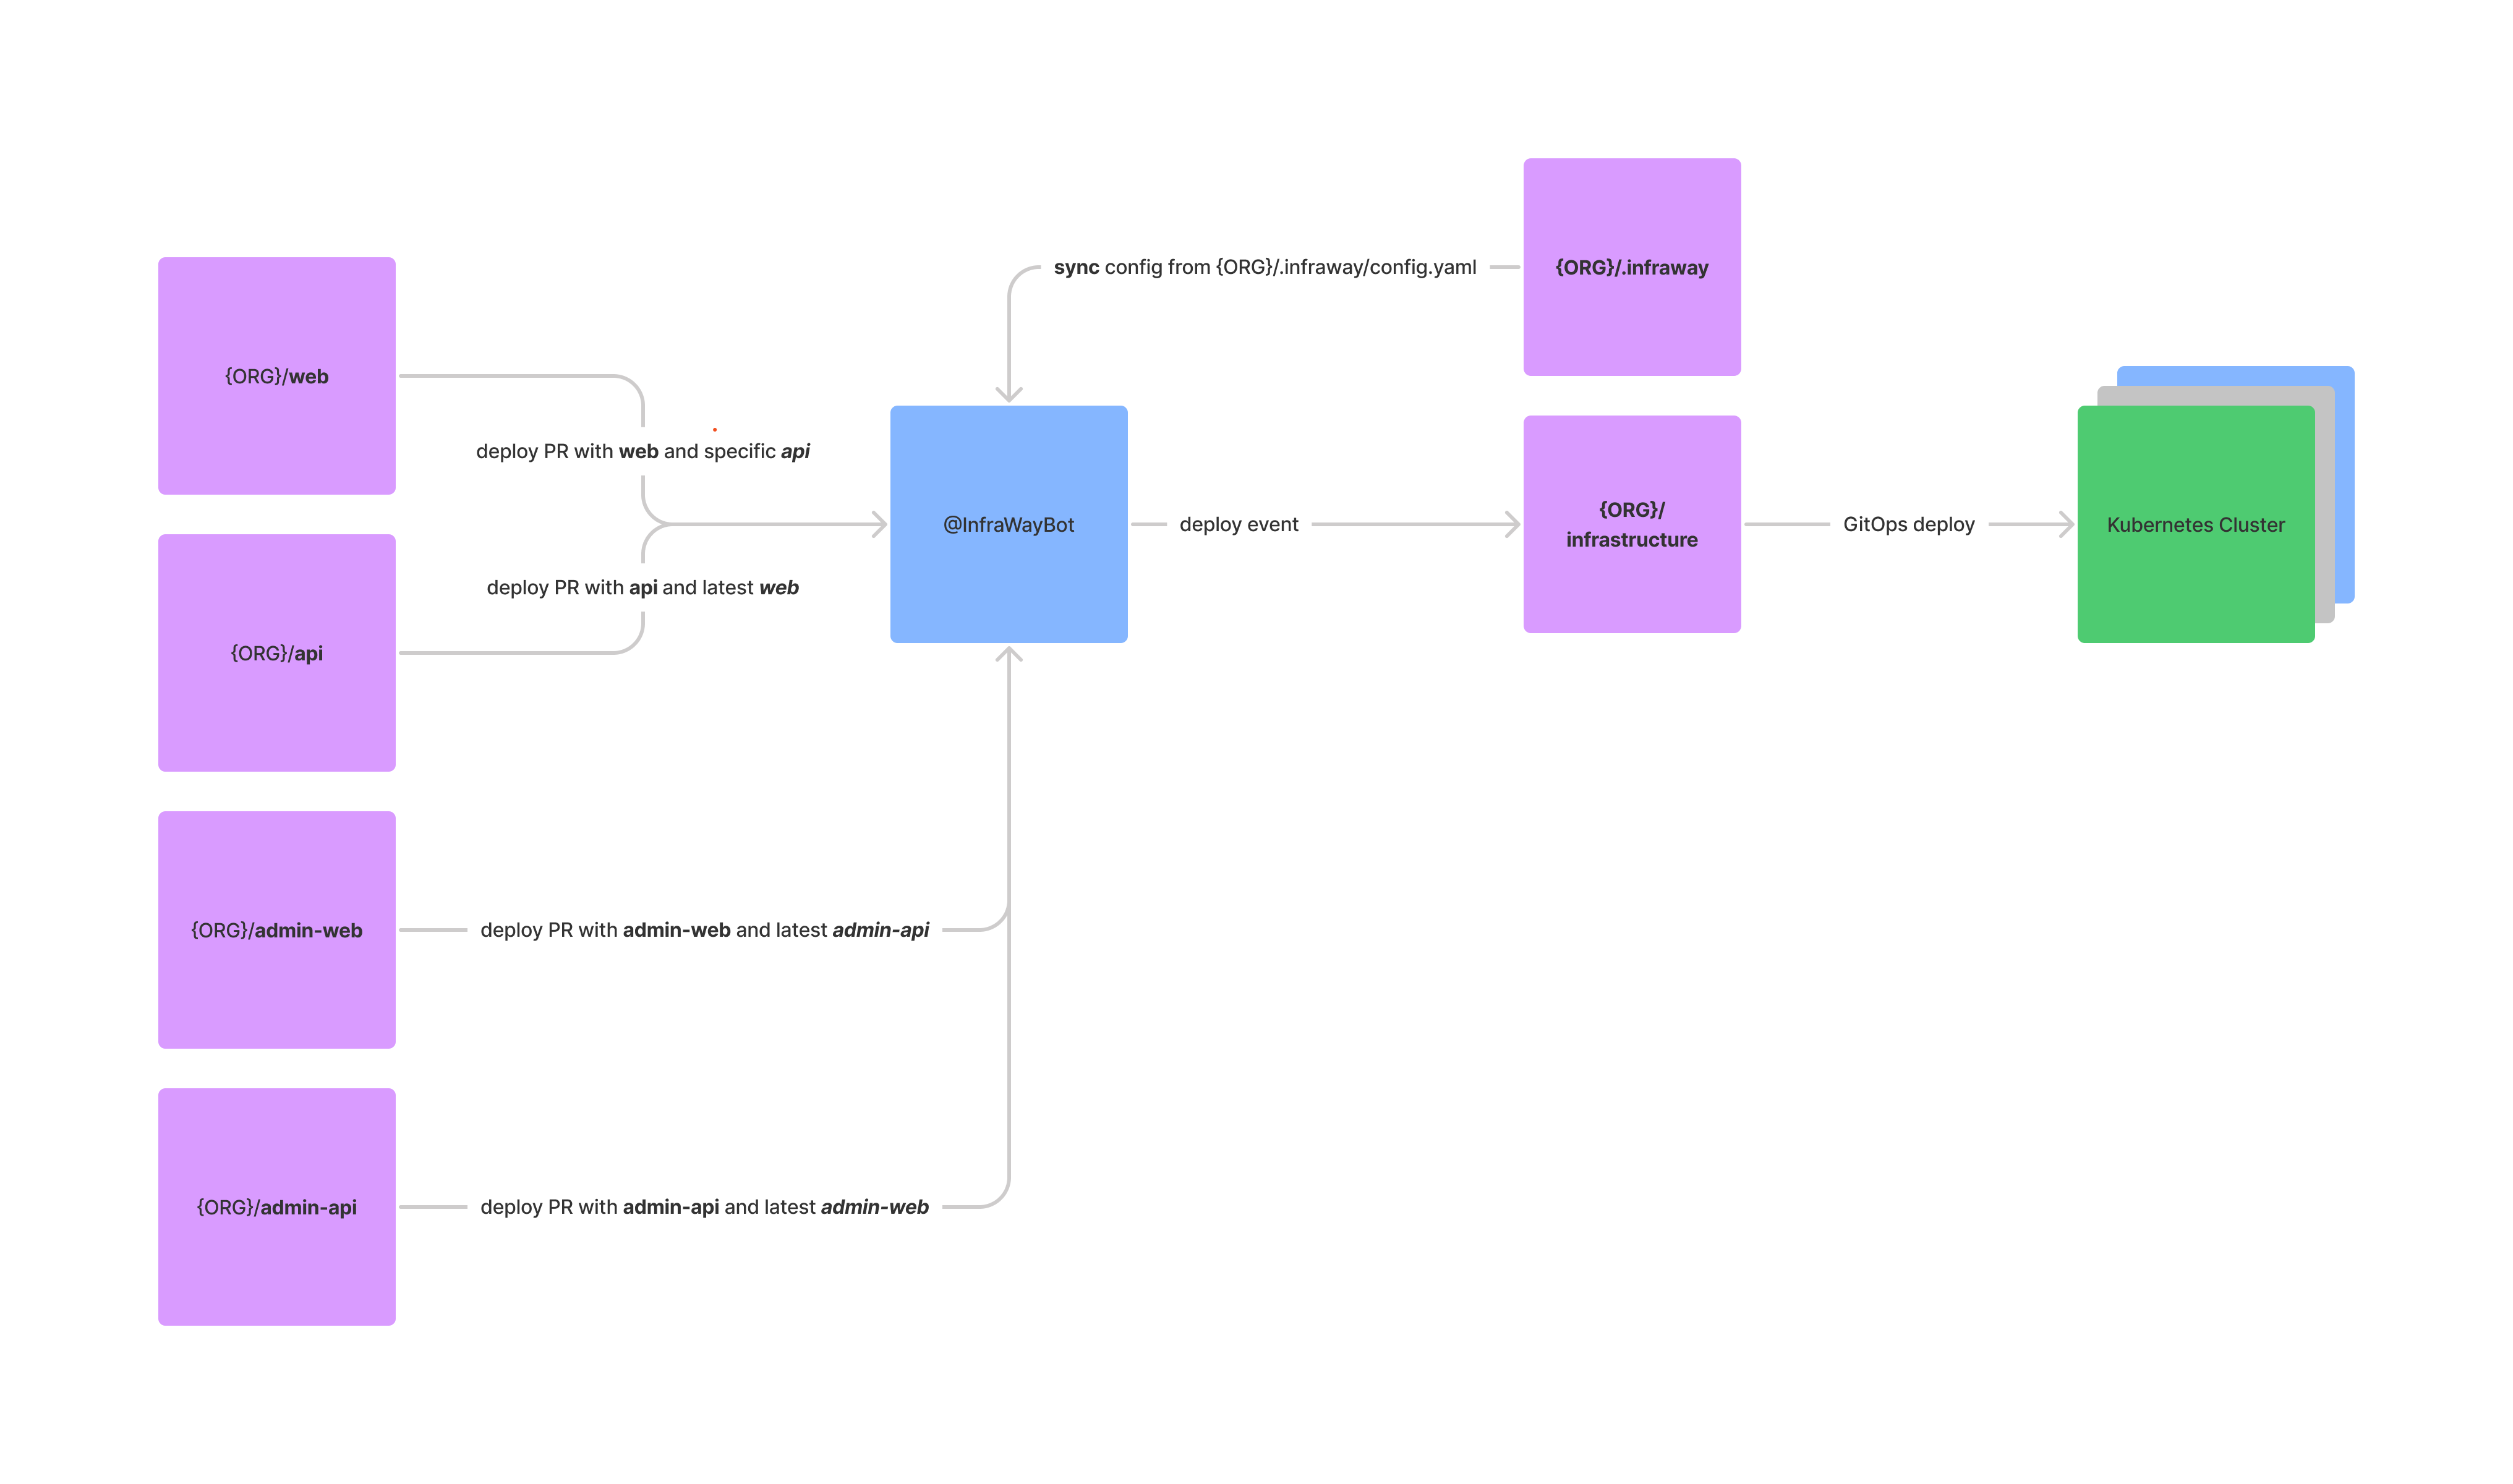 {ORG}/web
deploy PR with web and specific api
{ORG}/api
deploy PR with api and latest web
{ORG}/admin-web
deploy PR with admin-web and latest admin-api
{ORG}/admin-api
deploy PR with admin-api and latest admin-web
sync config from {ORG}/.infraway/config.yaml
{ORG}/.infraway
@InfraWayBot
deploy event
{ORG}/
infrastructure
GitOps deploy
Kubernetes Cluster